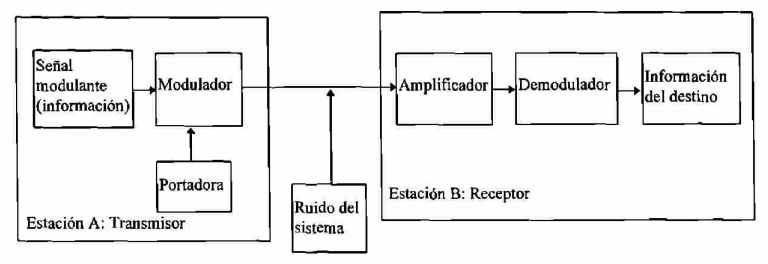 Señal
modulante
(información)
Modulador
Portadora
Estación A: Transmisor
Ruido del
sistema
Amplificador
Demodulador
Información
del destino
Estación B: Receptor